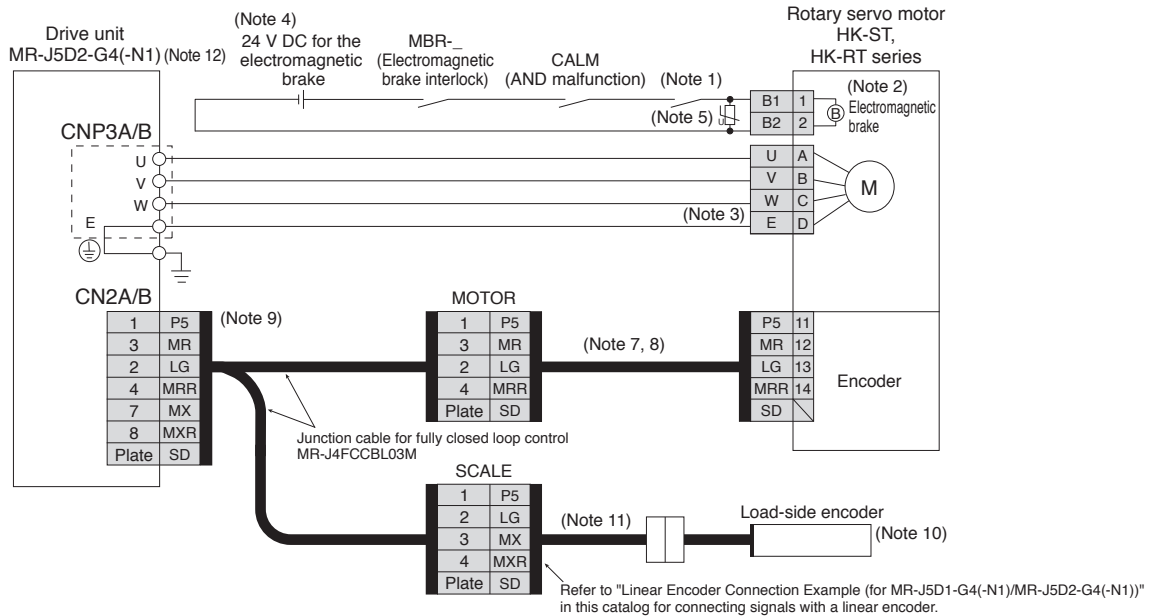 Drive unit
MR-J5D2-G4(-N1) (Note 12)
(Note 4)
24 V DC for the
electromagnetic
brake
MBR-_
(Electromagnetic
brake interlock)
CALM
(AND malfunction)
(Note 1)
Rotary servo motor
HK-ST,
HK-RT series
(Note 5)
U
B1 1
B2 2
(Note 2)
B
Electromagnetic
brake
CNP3A/B
U
V
W
E
(Note 3)
U A
V B
W C
E D
M
CN2A/B
1 P5
3 MR
2 LG
4 MRR
7 MX
8 MXR
Plate SD
(Note 9)
MOTOR
1 P5
3 MR
2 LG
4 MRR
Plate SD
(Note 7, 8)
P5 11
MR 12
LG 13
MRR 14
SD
Encoder
Junction cable for fully closed loop control
MR-J4FCCBL03M
SCALE
1 P5
2 LG
3 MX
4 MXR
Plate SD
(Note 11)
Load-side encoder
(Note 10)
Refer to "Linear Encoder Connection Example (for MR-J5D1-G4(-N1)/MR-J5D2-G4(-N1))"
in this catalog for connecting signals with a linear encoder.